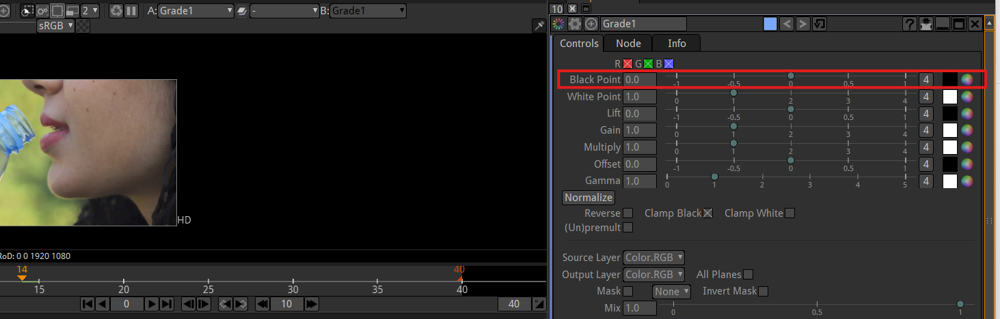 2 A: Grade1 - B: Grade1
sRGB
HD
RoD: 0 0 1920 1080
14 40
15 20 25 30 35 40
0 10 40
10
Grade1 < > ?
Controls Node Info
R G B
Black Point 0.0 -1 -0.5 0 0.5 1 4
White Point 1.0 0 1 2 3 4 4
Lift 0.0 -1 -0.5 0 0.5 1 4
Gain 1.0 0 1 2 3 4 4
Multiply 1.0 0 1 2 3 4 4
Offset 0.0 -1 -0.5 0 0.5 1 4
Gamma 1.0 0 1 2 3 4 5 4
Normalize
Reverse Clamp Black Clamp White
(Un)premult
Source Layer Color.RGB
Output Layer Color.RGB All Planes
Mask None Invert Mask
Mix 1.0 0 0.5 1